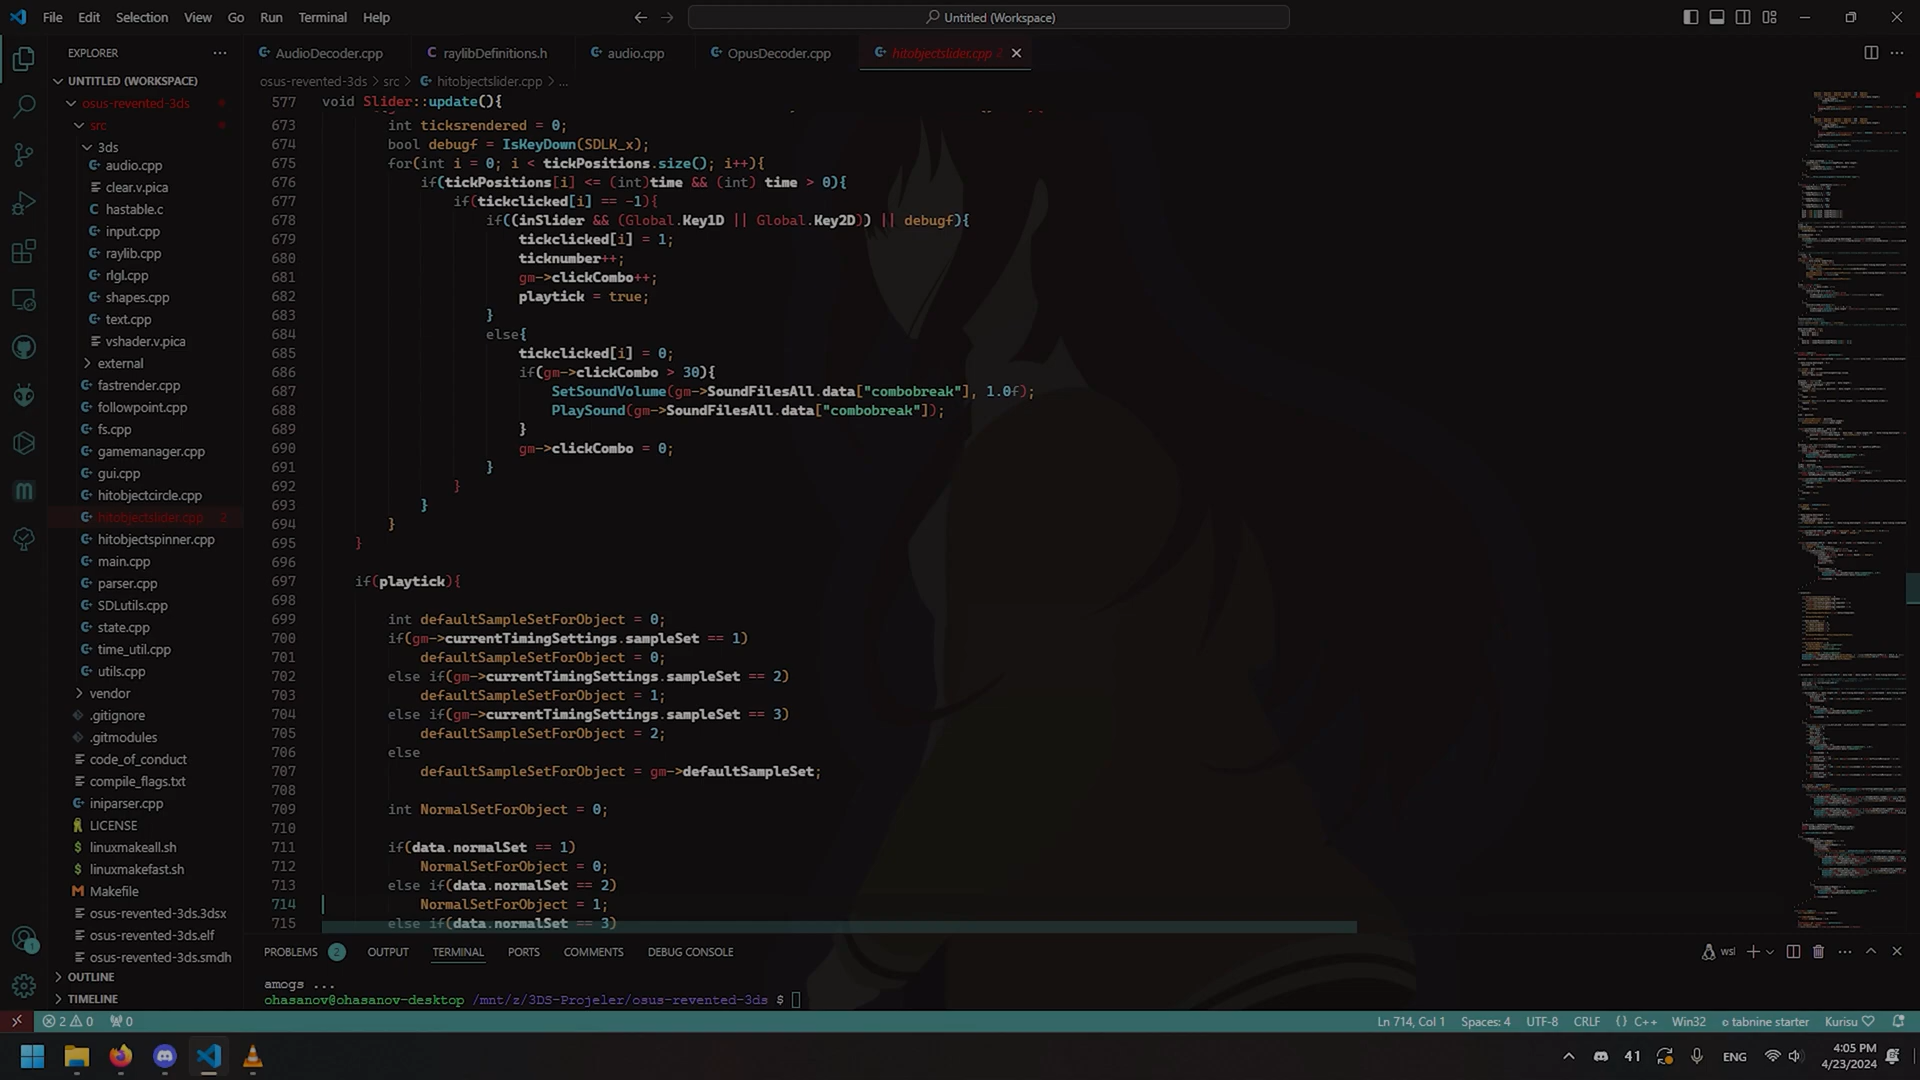 File Edit Selection View Go Run Terminal Help
Untitled (Workspace)
EXPLORER
AudioDecoder.cpp
raylibDefinitions.h
audio.cpp
OpusDecoder.cpp
hitobjectslider.cpp 2
UNTITLED (WORKSPACE)
osus-revented-3ds
src
3ds
audio.cpp
clear.v.pica
hastable.c
input.cpp
raylib.cpp
rlgl.cpp
shapes.cpp
text.cpp
vshader.v.pica
external
fastrender.cpp
followpoint.cpp
fs.cpp
gamemanager.cpp
gui.cpp
hitobjectcircle.cpp
hitobjectslider.cpp 2
hitobjectspinner.cpp
main.cpp
parser.cpp
SDLutils.cpp
state.cpp
time_util.cpp
utils.cpp
vendor
.gitignore
.gitmodules
code_of_conduct
compile_flags.txt
iniparser.cpp
LICENSE
linuxmakeall.sh
linuxmakefast.sh
Makefile
osus-revented-3ds.3dsx
osus-revented-3ds.elf
osus-revented-3ds.smdh
OUTLINE
TIMELINE
osus-revented-3ds > src > hitobjectslider.cpp > ...
577 void Slider::update(){
673 int ticksrendered = 0;
674 bool debugf = IsKeyDown(SDLK_x);
675 for(int i = 0; i < tickPositions.size(); i++){
676 if(tickPositions[i] <= (int)time && (int) time > 0){
677 if(tickclicked[i] == -1){
678 if((inSlider && (Global.Key1D || Global.Key2D)) || debugf){
679 tickclicked[i] = 1;
680 ticknumber++;
681 gm->clickCombo++;
682 playtick = true;
683 }
684 else{
685 tickclicked[i] = 0;
686 if(gm->clickCombo > 30){
687 SetSoundVolume(gm->SoundFilesAll.data["combobreak"], 1.0f);
688 PlaySound(gm->SoundFilesAll.data["combobreak"]);
689 }
690 gm->clickCombo = 0;
691 }
692 }
693 }
694 }
695 }
696
697 if(playtick){
698
699 int defaultSampleSetForObject = 0;
700 if(gm->currentTimingSettings.sampleSet == 1)
701 defaultSampleSetForObject = 0;
702 else if(gm->currentTimingSettings.sampleSet == 2)
703 defaultSampleSetForObject = 1;
704 else if(gm->currentTimingSettings.sampleSet == 3)
705 defaultSampleSetForObject = 2;
706 else
707 defaultSampleSetForObject = gm->defaultSampleSet;
708
709 int NormalSetForObject = 0;
710
711 if(data.normalSet == 1)
712 NormalSetForObject = 0;
713 else if(data.normalSet == 2)
714 NormalSetForObject = 1;
715 else if(data.normalSet == 3)
PROBLEMS 2 OUTPUT TERMINAL PORTS COMMENTS DEBUG CONSOLE
wsl
amogs ...
ohasanov@ohasanov-desktop /mnt/z/3DS-Projeler/osus-revented-3ds $
1
2 0 0
Ln 714, Col 1 Spaces: 4 UTF-8 CRLF {} C++ Win32 tabnine starter Kurisu
41 ENG 4:05 PM
4/23/2024